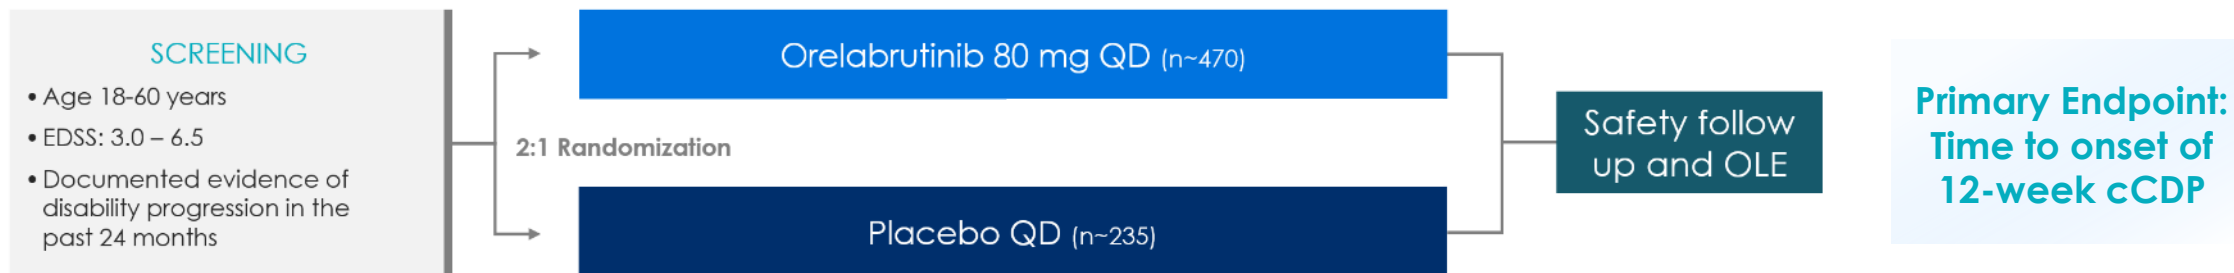 SCREENING
• Age 18-60 years
• EDSS: 3.0 – 6.5
• Documented evidence of
disability progression in the
past 24 months
2:1 Randomization
Orelabrutinib 80 mg QD (n~470)
Placebo QD (n~235)
Safety follow
up and OLE
Primary Endpoint:
Time to onset of
12-week cCDP